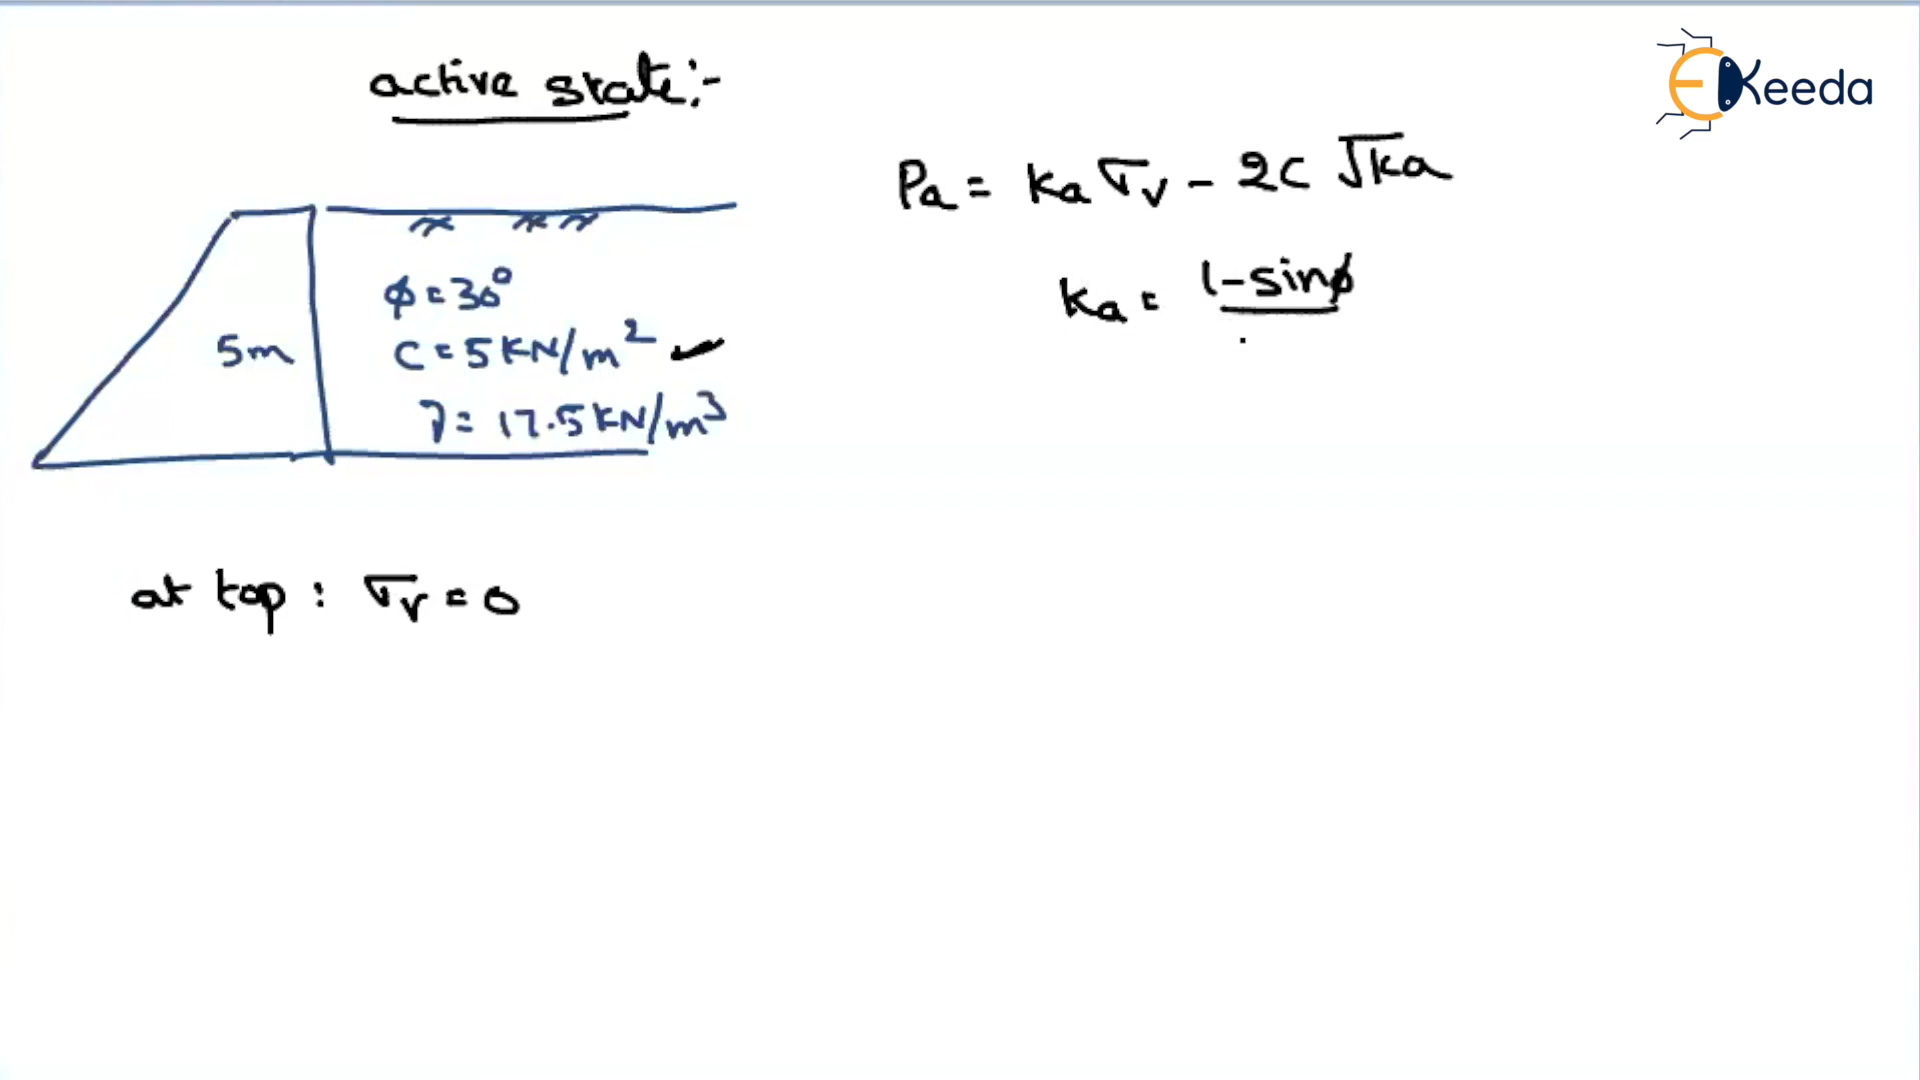 active state:-
EKeeda
Pa = ka σv - 2c √ka
ka = 1-sinϕ
ϕ = 30°
5m
c = 5 KN/m²
γ = 17.5 KN/m³
at top : σv = 0